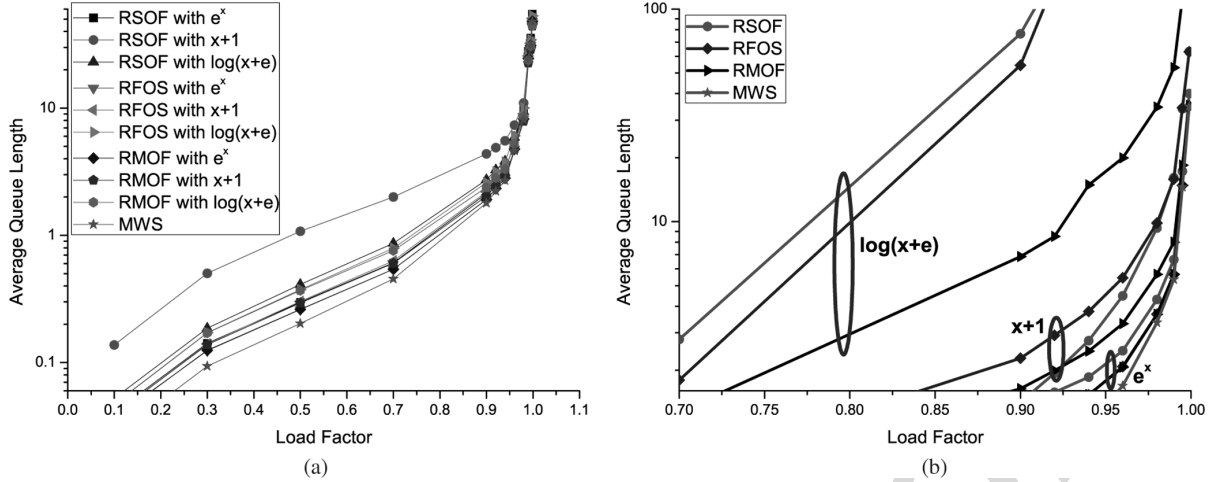 Average Queue Length
10
1
0.1
0.0 0.1 0.2 0.3 0.4 0.5 0.6 0.7 0.8 0.9 1.0 1.1
Load Factor
RSOF with e^x
RSOF with x+1
RSOF with log(x+e)
RFOS with e^x
RFOS with x+1
RFOS with log(x+e)
RMOF with e^x
RMOF with x+1
RMOF with log(x+e)
MWS
(a)
Average Queue Length
100
10
0.70 0.75 0.80 0.85 0.90 0.95 1.00
Load Factor
RSOF
RFOS
RMOF
MWS
log(x+e)
x+1
e^x
(b)